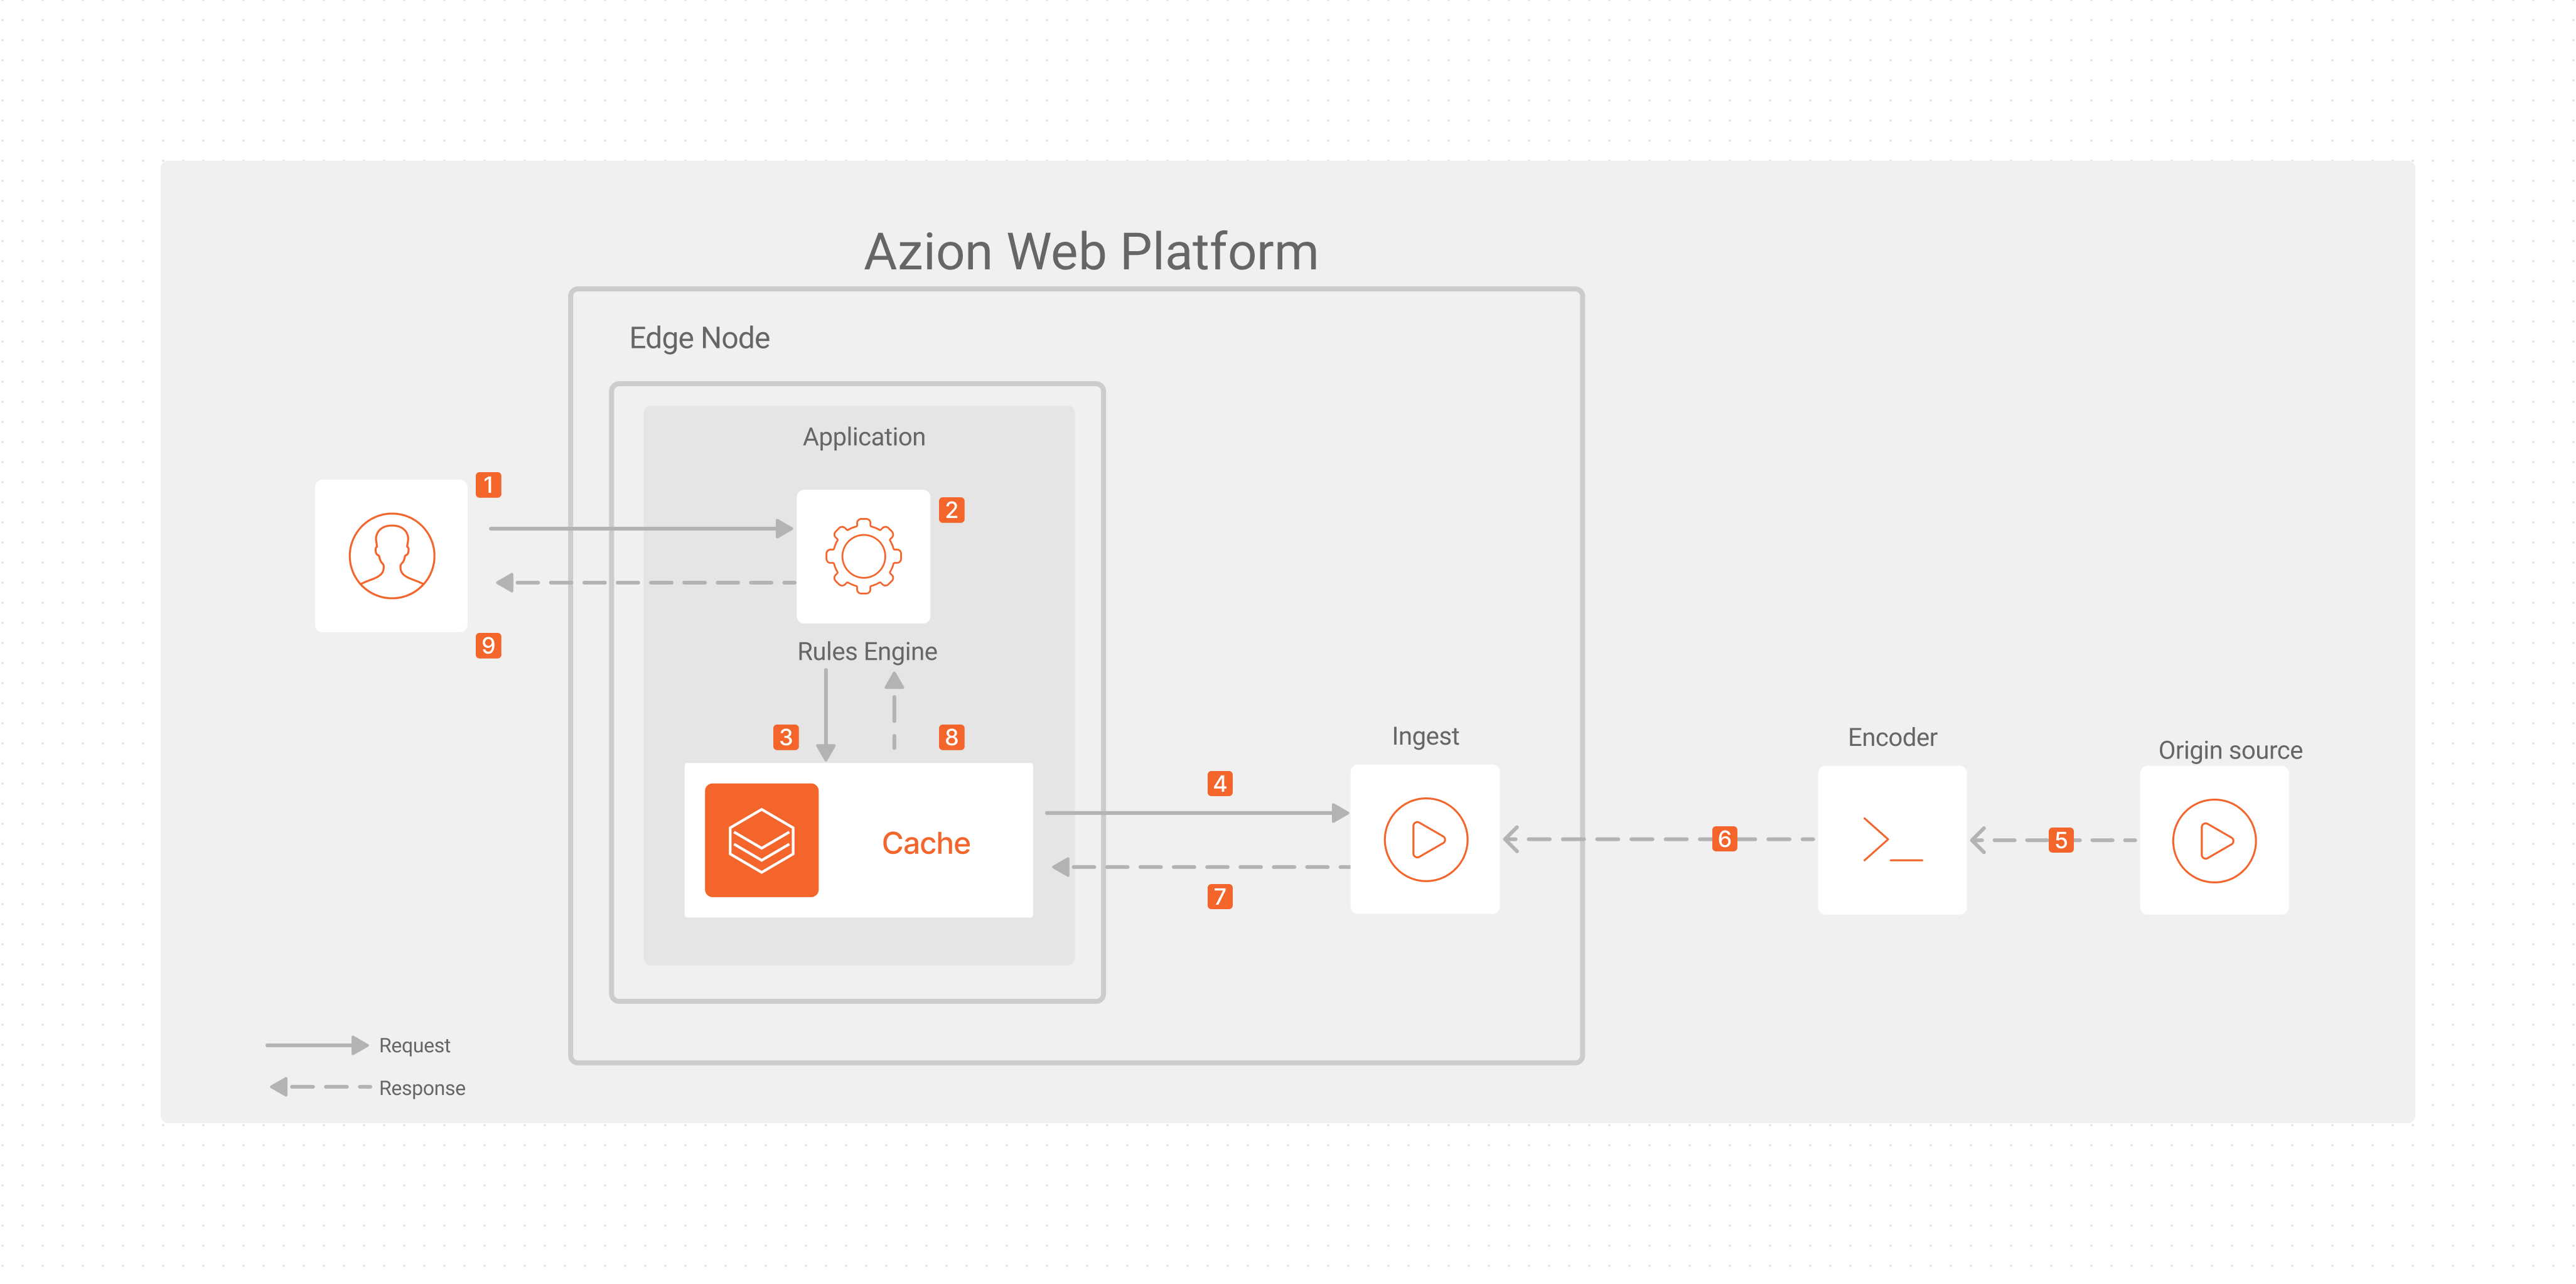 Azion Web Platform
Edge Node
Application
1
2
9
Rules Engine
3
8
Cache
4
7
Ingest
6
Encoder
5
Origin source
Request
Response